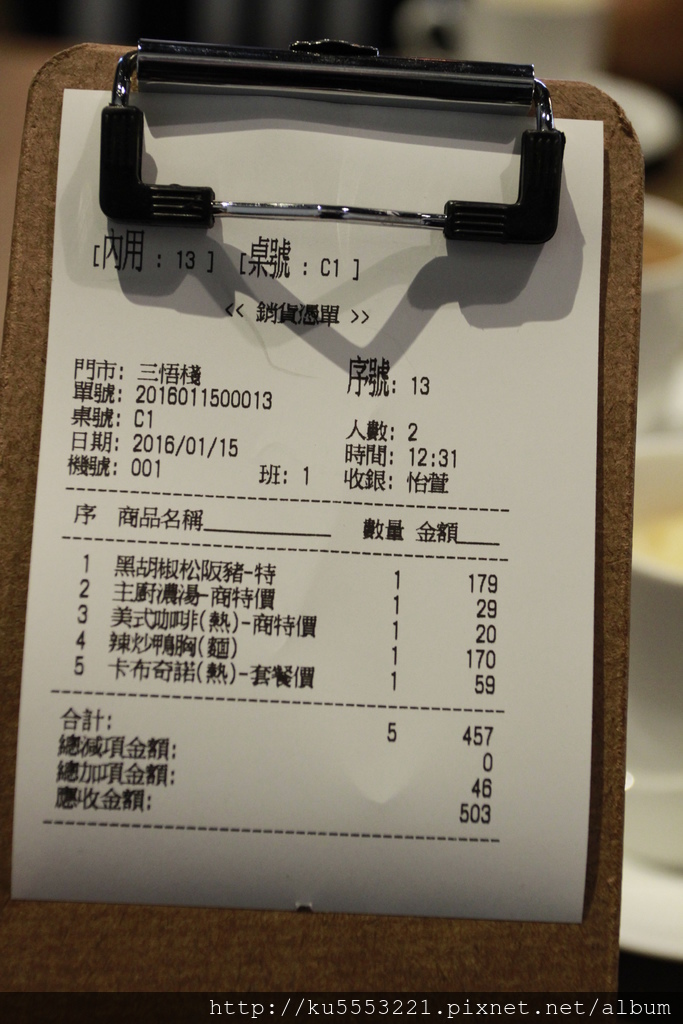 [內用 : 13 ] [桌號 : C1 ]
<< 銷貨憑單 >>
門市: 三悟棧 序號: 13
單號: 2016011500013
桌號: C1 人數: 2
日期: 2016/01/15 時間: 12:31
機號: 001 班: 1 收銀: 怡萱
序 商品名稱 數量 金額
1 黑胡椒松阪豬-特 1 179
2 主廚濃湯-商特價 1 29
3 美式咖啡(熱)-商特價 1 20
4 辣炒鴨胸(麵) 1 170
5 卡布奇諾(熱)-套餐價 1 59
合計: 5 457
總減項金額: 0
總加項金額: 46
應收金額: 503
http://ku5553221.pixnet.net/album